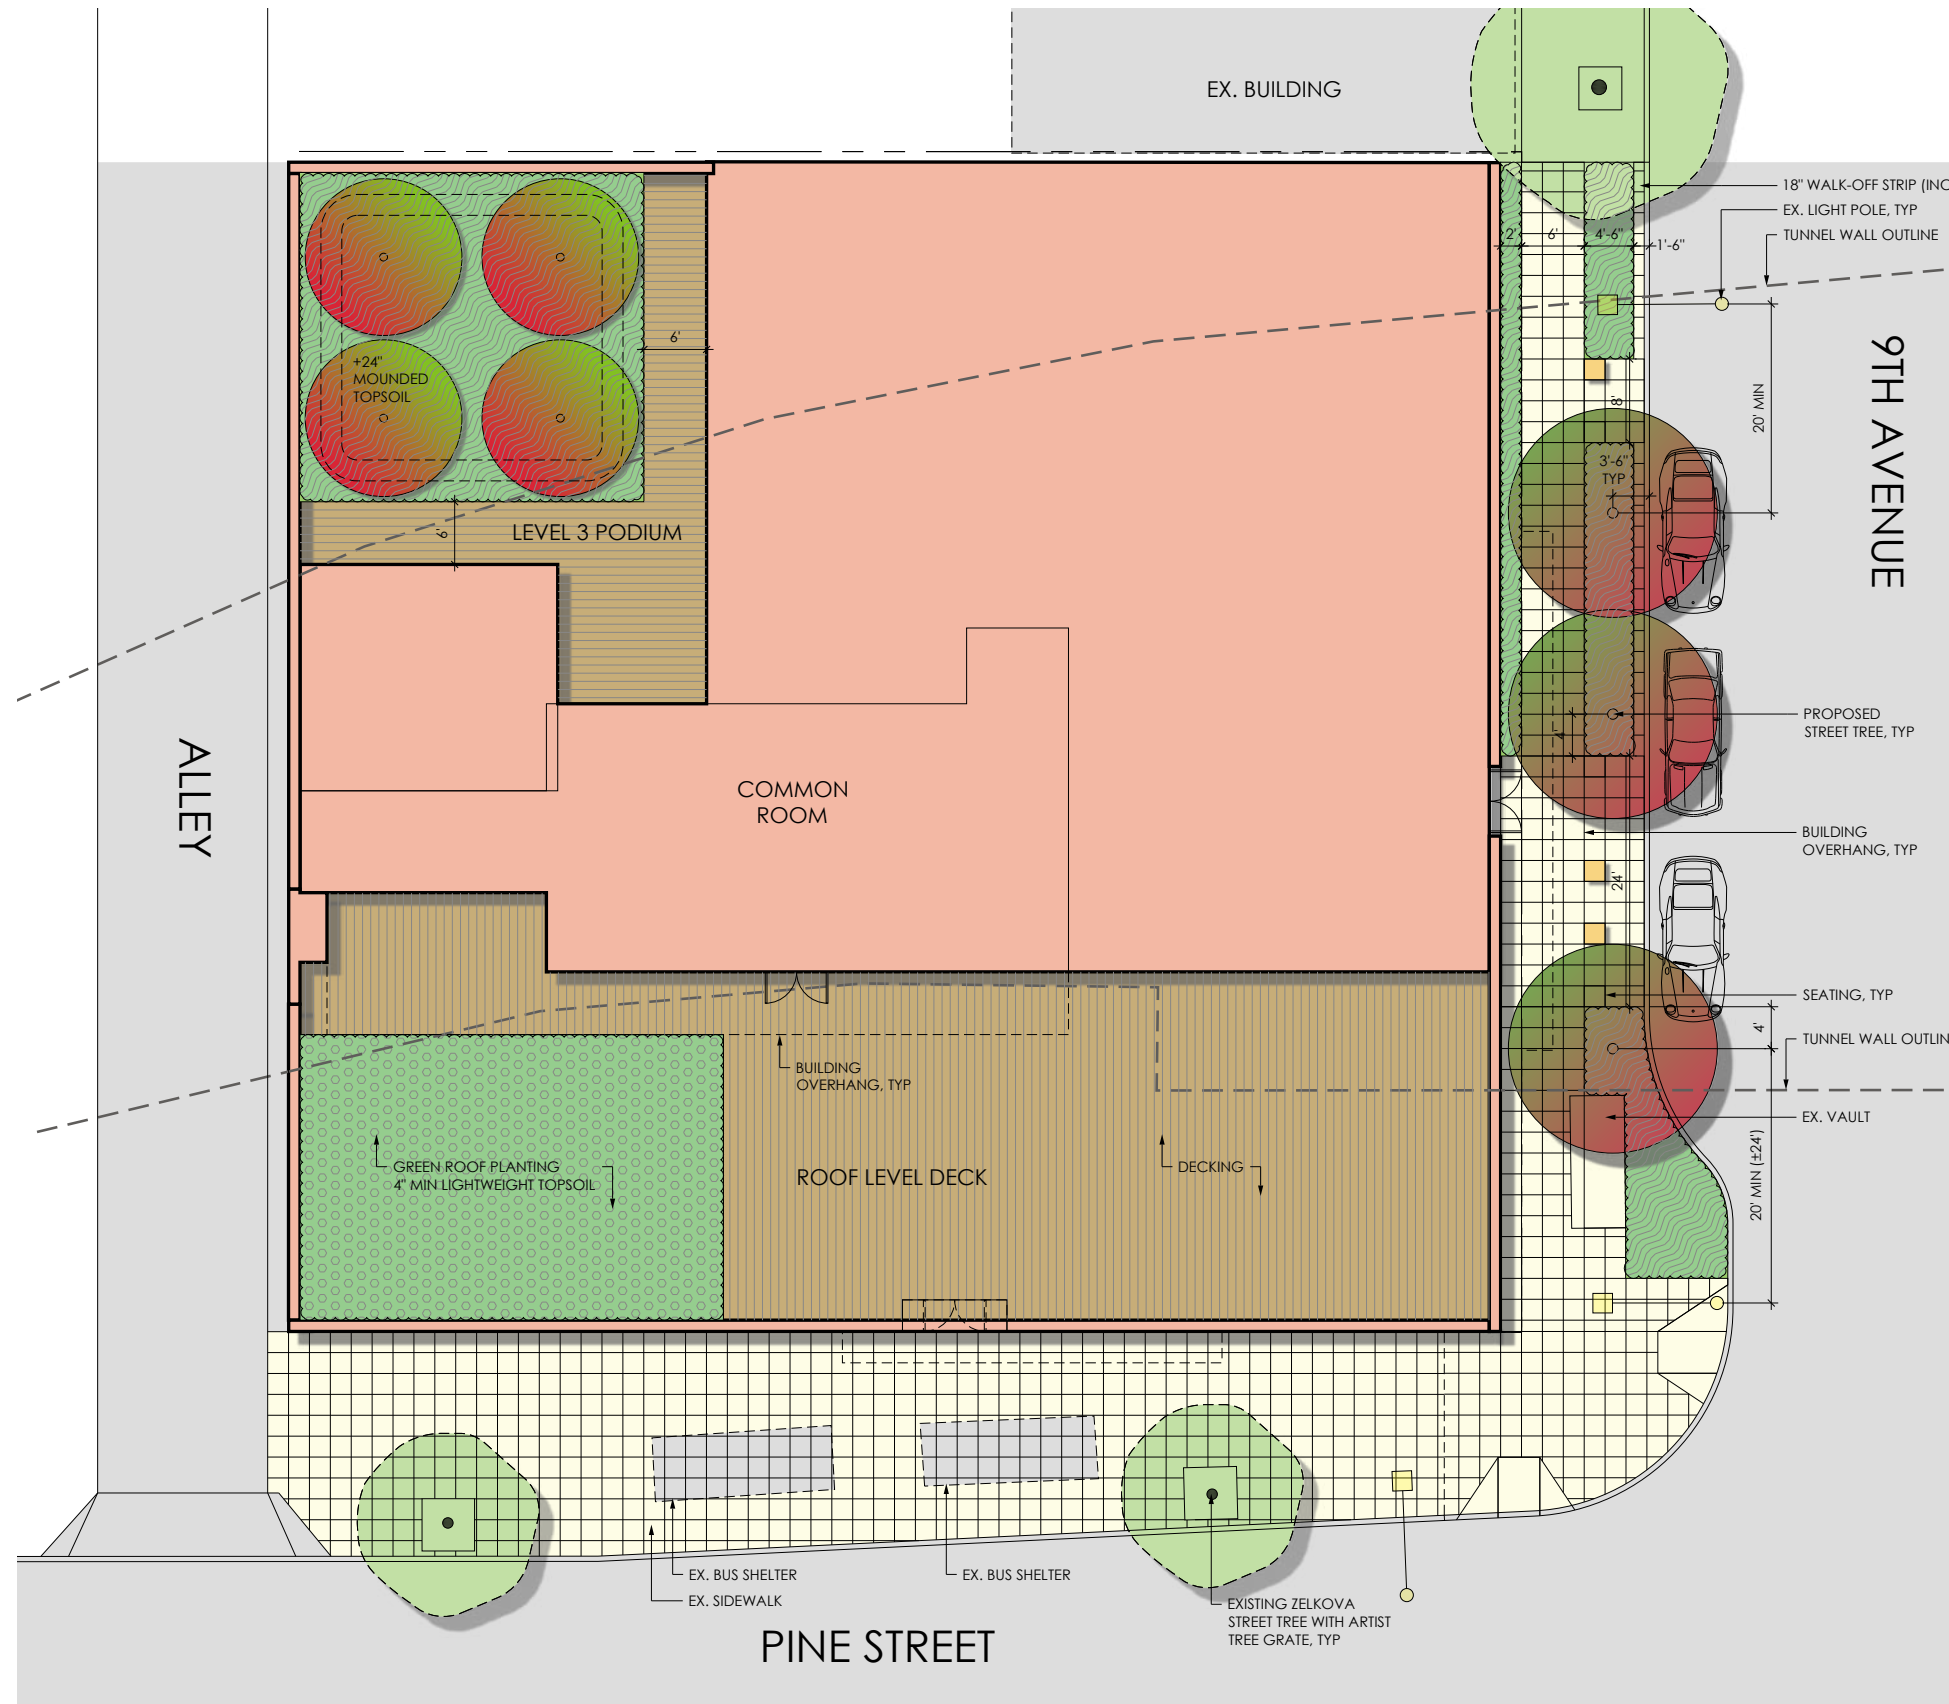 EX. BUILDING
18" WALK-OFF STRIP (INC
EX. LIGHT POLE, TYP
TUNNEL WALL OUTLINE
2'
6'
4'-6"
1'-6"
6'
+24"
MOUNDED
TOPSOIL
20' MIN
8'
9TH AVENUE
3'-6"
TYP
6'
LEVEL 3 PODIUM
PROPOSED
STREET TREE, TYP
4'
ALLEY
COMMON
ROOM
BUILDING
OVERHANG, TYP
24'
SEATING, TYP
4'
TUNNEL WALL OUTLIN
BUILDING
OVERHANG, TYP
EX. VAULT
GREEN ROOF PLANTING
4" MIN LIGHTWEIGHT TOPSOIL
ROOF LEVEL DECK
DECKING
20' MIN (±24')
EX. BUS SHELTER
EX. SIDEWALK
EX. BUS SHELTER
EXISTING ZELKOVA
STREET TREE WITH ARTIST
TREE GRATE, TYP
PINE STREET